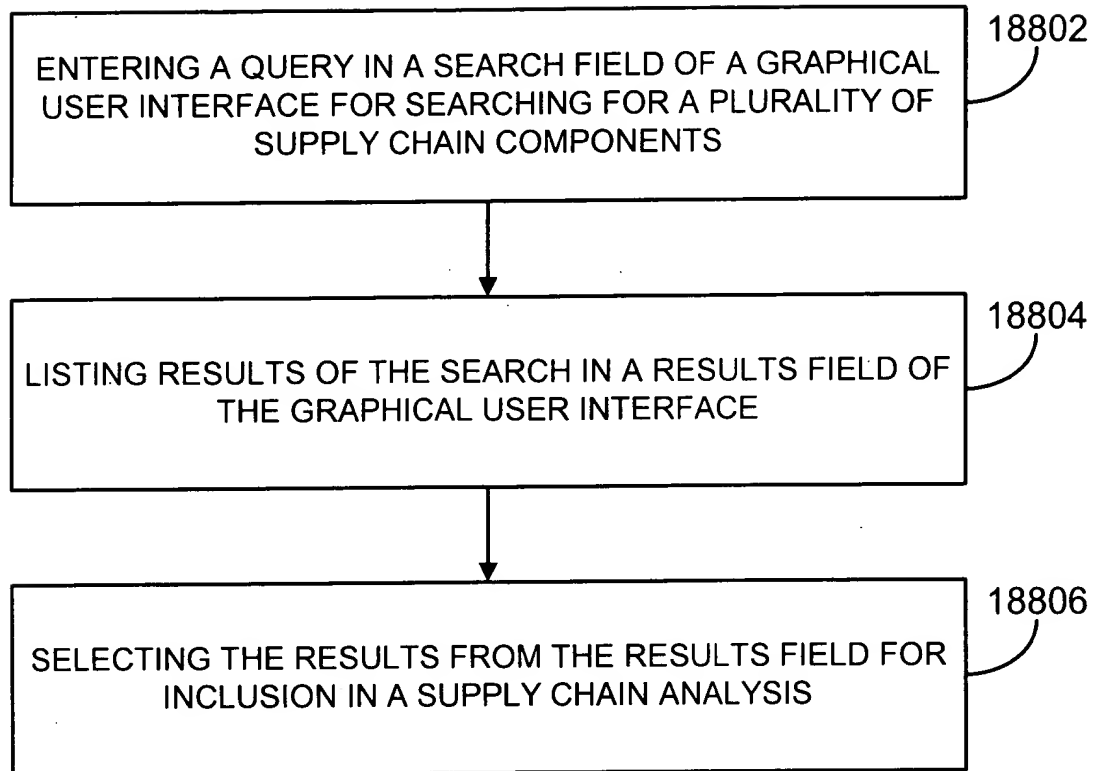 18802
ENTERING A QUERY IN A SEARCH FIELD OF A GRAPHICAL
USER INTERFACE FOR SEARCHING FOR A PLURALITY OF
SUPPLY CHAIN COMPONENTS
18804
LISTING RESULTS OF THE SEARCH IN A RESULTS FIELD OF
THE GRAPHICAL USER INTERFACE
18806
SELECTING THE RESULTS FROM THE RESULTS FIELD FOR
INCLUSION IN A SUPPLY CHAIN ANALYSIS